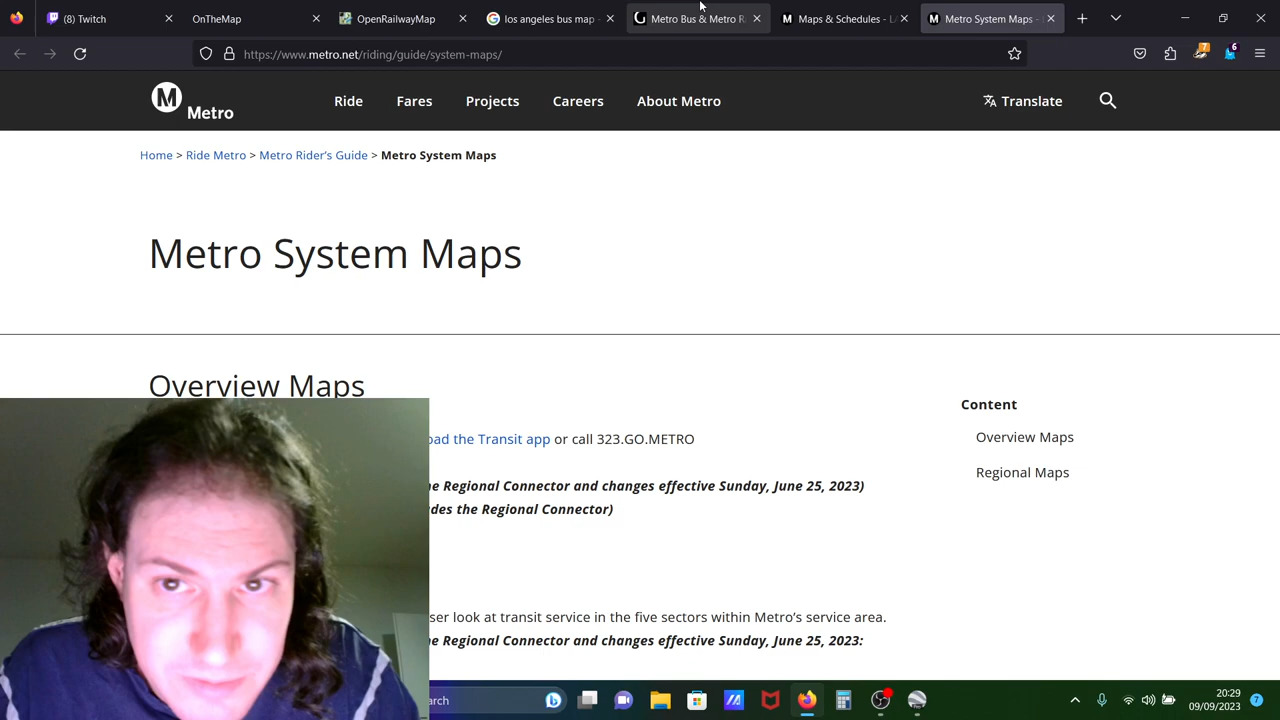 (8) Twitch
OnTheMap
OpenRailwayMap
los angeles bus map -
Metro Bus & Metro R
Maps & Schedules - L
Metro System Maps -
https://www.metro.net/riding/guide/system-maps/
7
6
M
Metro
Ride
Fares
Projects
Careers
About Metro
Translate
Home > Ride Metro > Metro Rider's Guide > Metro System Maps
Metro System Maps
Overview Maps
Content
Overview Maps
Regional Maps
oad the Transit app or call 323.GO.METRO
e Regional Connector and changes effective Sunday, June 25, 2023)
des the Regional Connector)
ser look at transit service in the five sectors within Metro's service area.
e Regional Connector and changes effective Sunday, June 25, 2023:
earch
20:29
09/09/2023
7